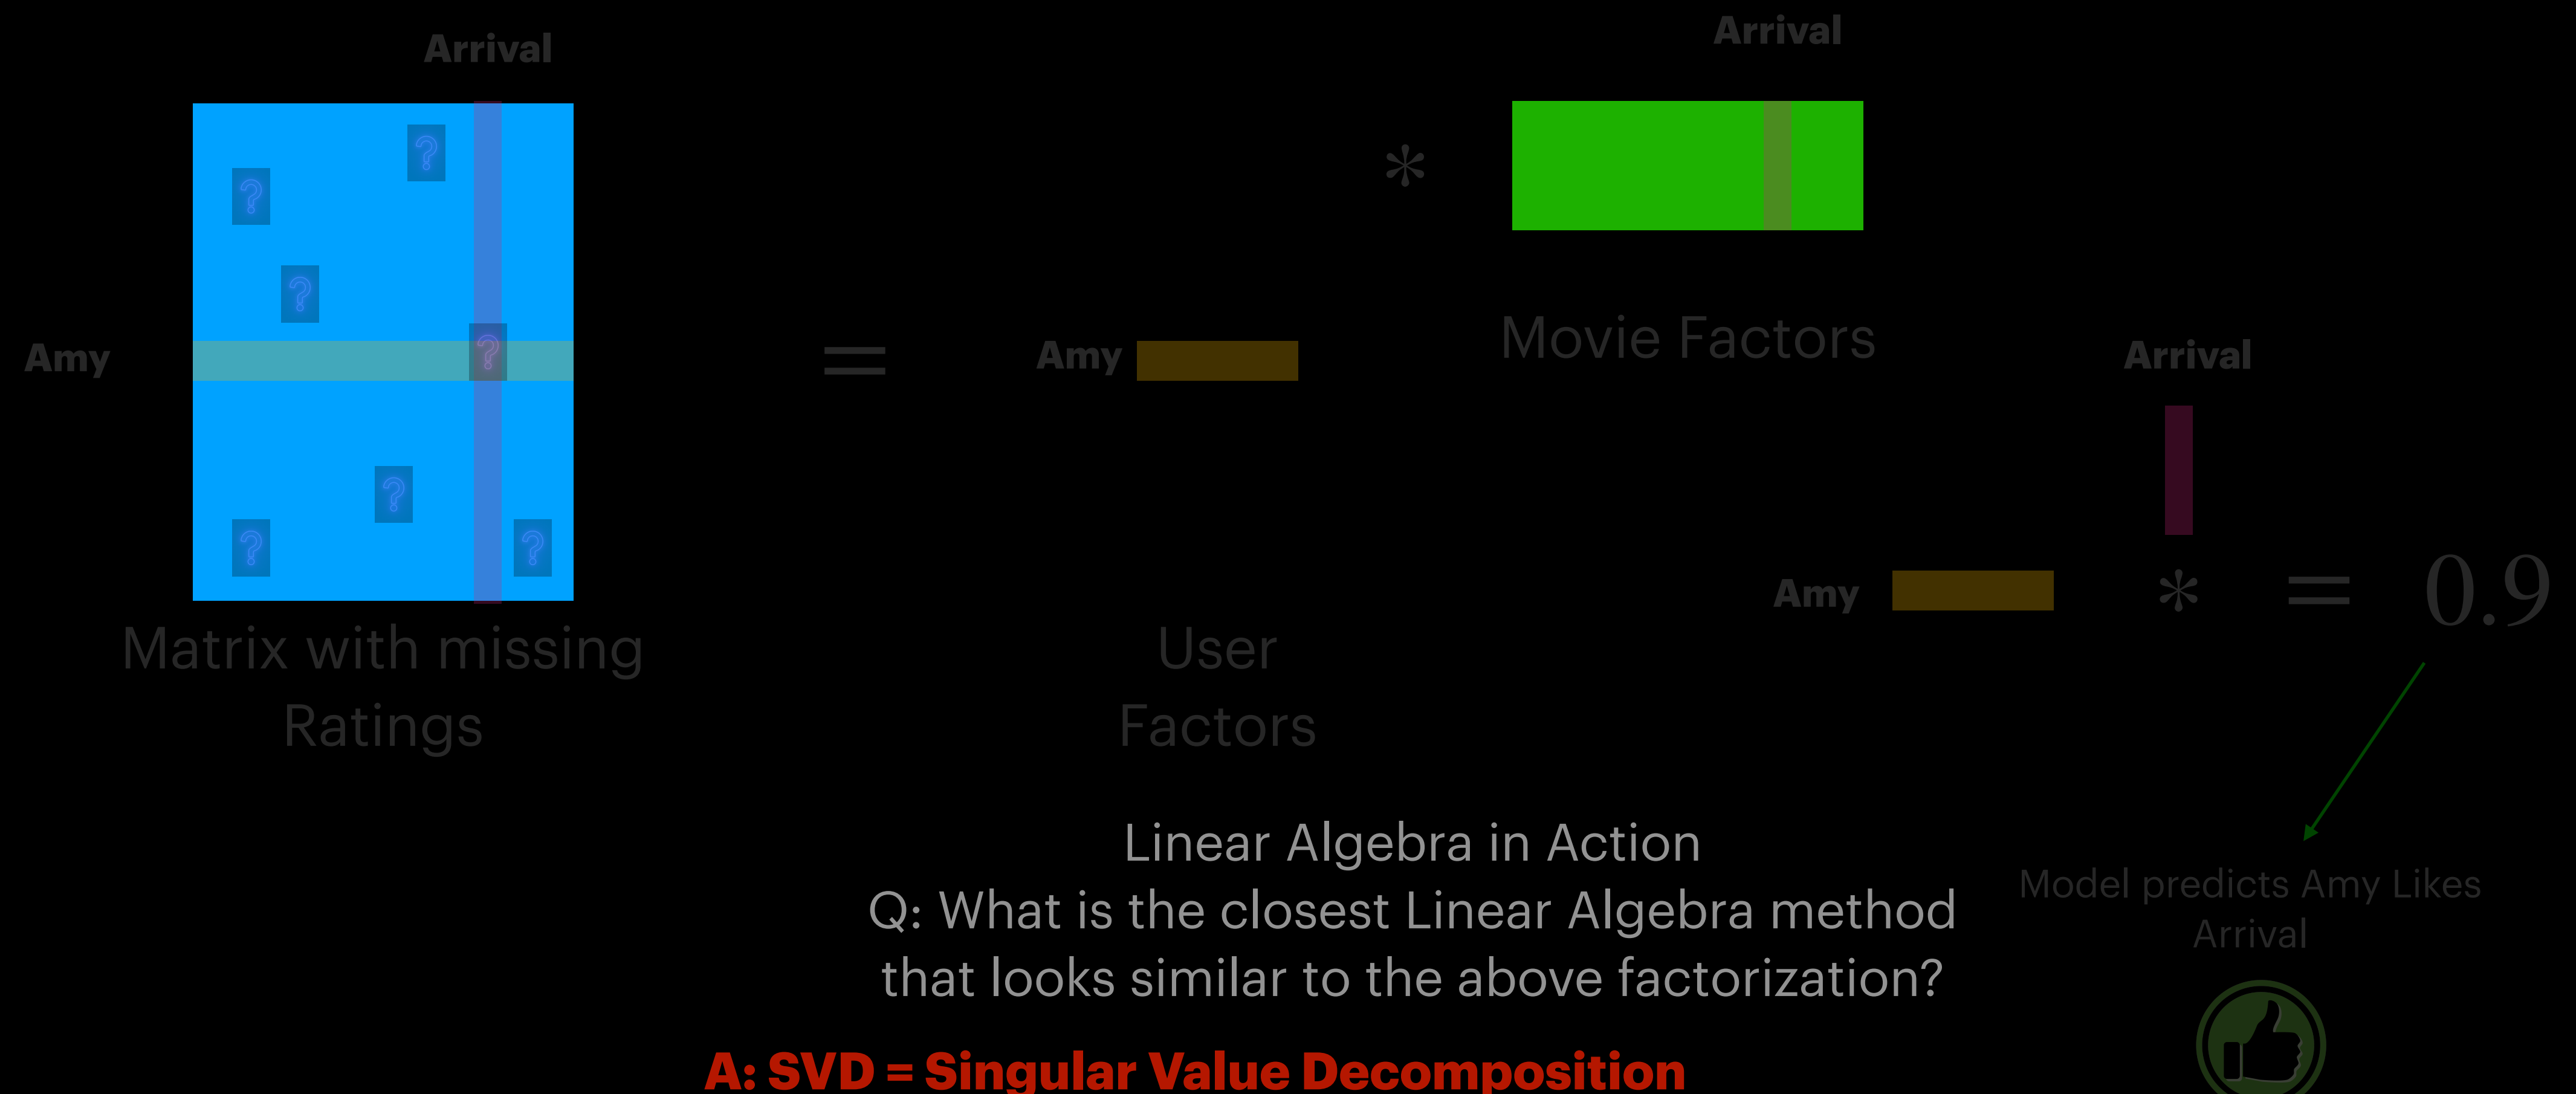 Arrival
Arrival
?
?
?
?
?
?
?
*
Amy
=
Amy
Movie Factors
Arrival
Amy
*
=
0.9
Matrix with missing
Ratings
User
Factors
Linear Algebra in Action
Q: What is the closest Linear Algebra method
that looks similar to the above factorization?
A: SVD = Singular Value Decomposition
Model predicts Amy Likes
Arrival